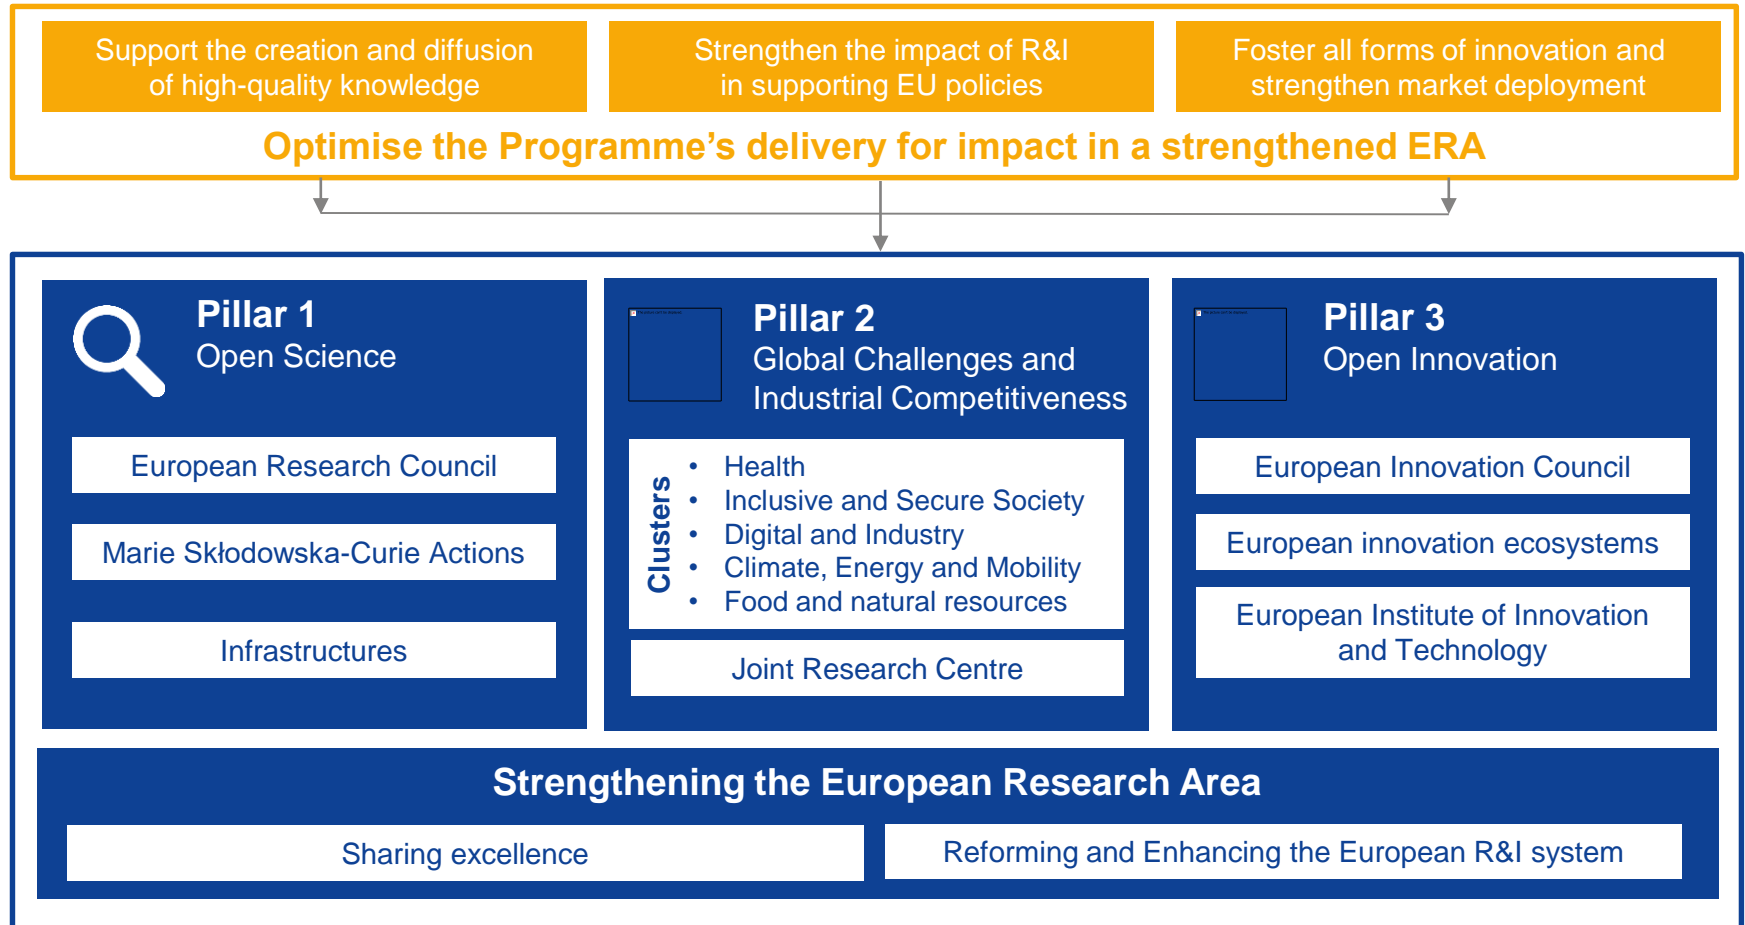 Support the creation and diffusion
of high-quality knowledge
Strengthen the impact of R&I
in supporting EU policies
Foster all forms of innovation and
strengthen market deployment
Optimise the Programme's delivery for impact in a strengthened ERA
Pillar 1
Open Science
European Research Council
Marie Skłodowska-Curie Actions
Infrastructures
Pillar 2
Global Challenges and
Industrial Competitiveness
Clusters
• Health
• Inclusive and Secure Society
• Digital and Industry
• Climate, Energy and Mobility
• Food and natural resources
Joint Research Centre
Pillar 3
Open Innovation
European Innovation Council
European innovation ecosystems
European Institute of Innovation
and Technology
Strengthening the European Research Area
Sharing excellence
Reforming and Enhancing the European R&I system